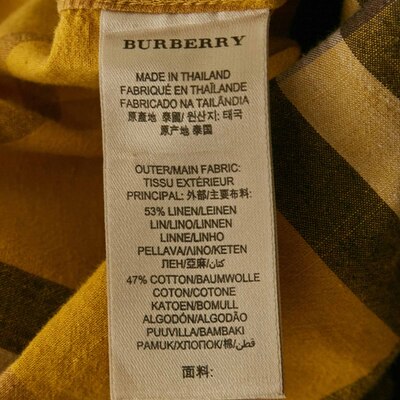 BURBERRY
MADE IN THAILAND
FABRIQUÉ EN THAÏLANDE
FABRICADO NA TAILÂNDIA
原產地 泰國/ 원산지: 태국
原产地 泰国
OUTER/MAIN FABRIC:
TISSU EXTÉRIEUR
PRINCIPAL: 外部/主要布料:
53% LINEN/LEINEN
LIN/LINO/LINNEN
LINNE/LINHO
PELLAVA/ΛΙΝΟ/KETEN
ЛЕН/亞麻/كتان
47% COTTON/BAUMWOLLE
COTON/COTONE
KATOEN/BOMULL
ALGODÓN/ALGODÃO
PUUVILLA/BAMBAKI
PAMUK/ХЛОПОК/棉/قطن
面料: